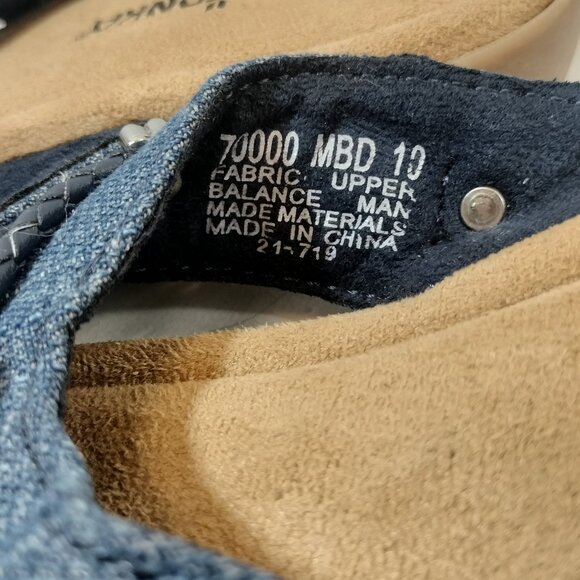 70000 MBD 10
FABRIC UPPER
BALANCE MAN
MADE MATERIALS
MADE IN CHINA
21-719